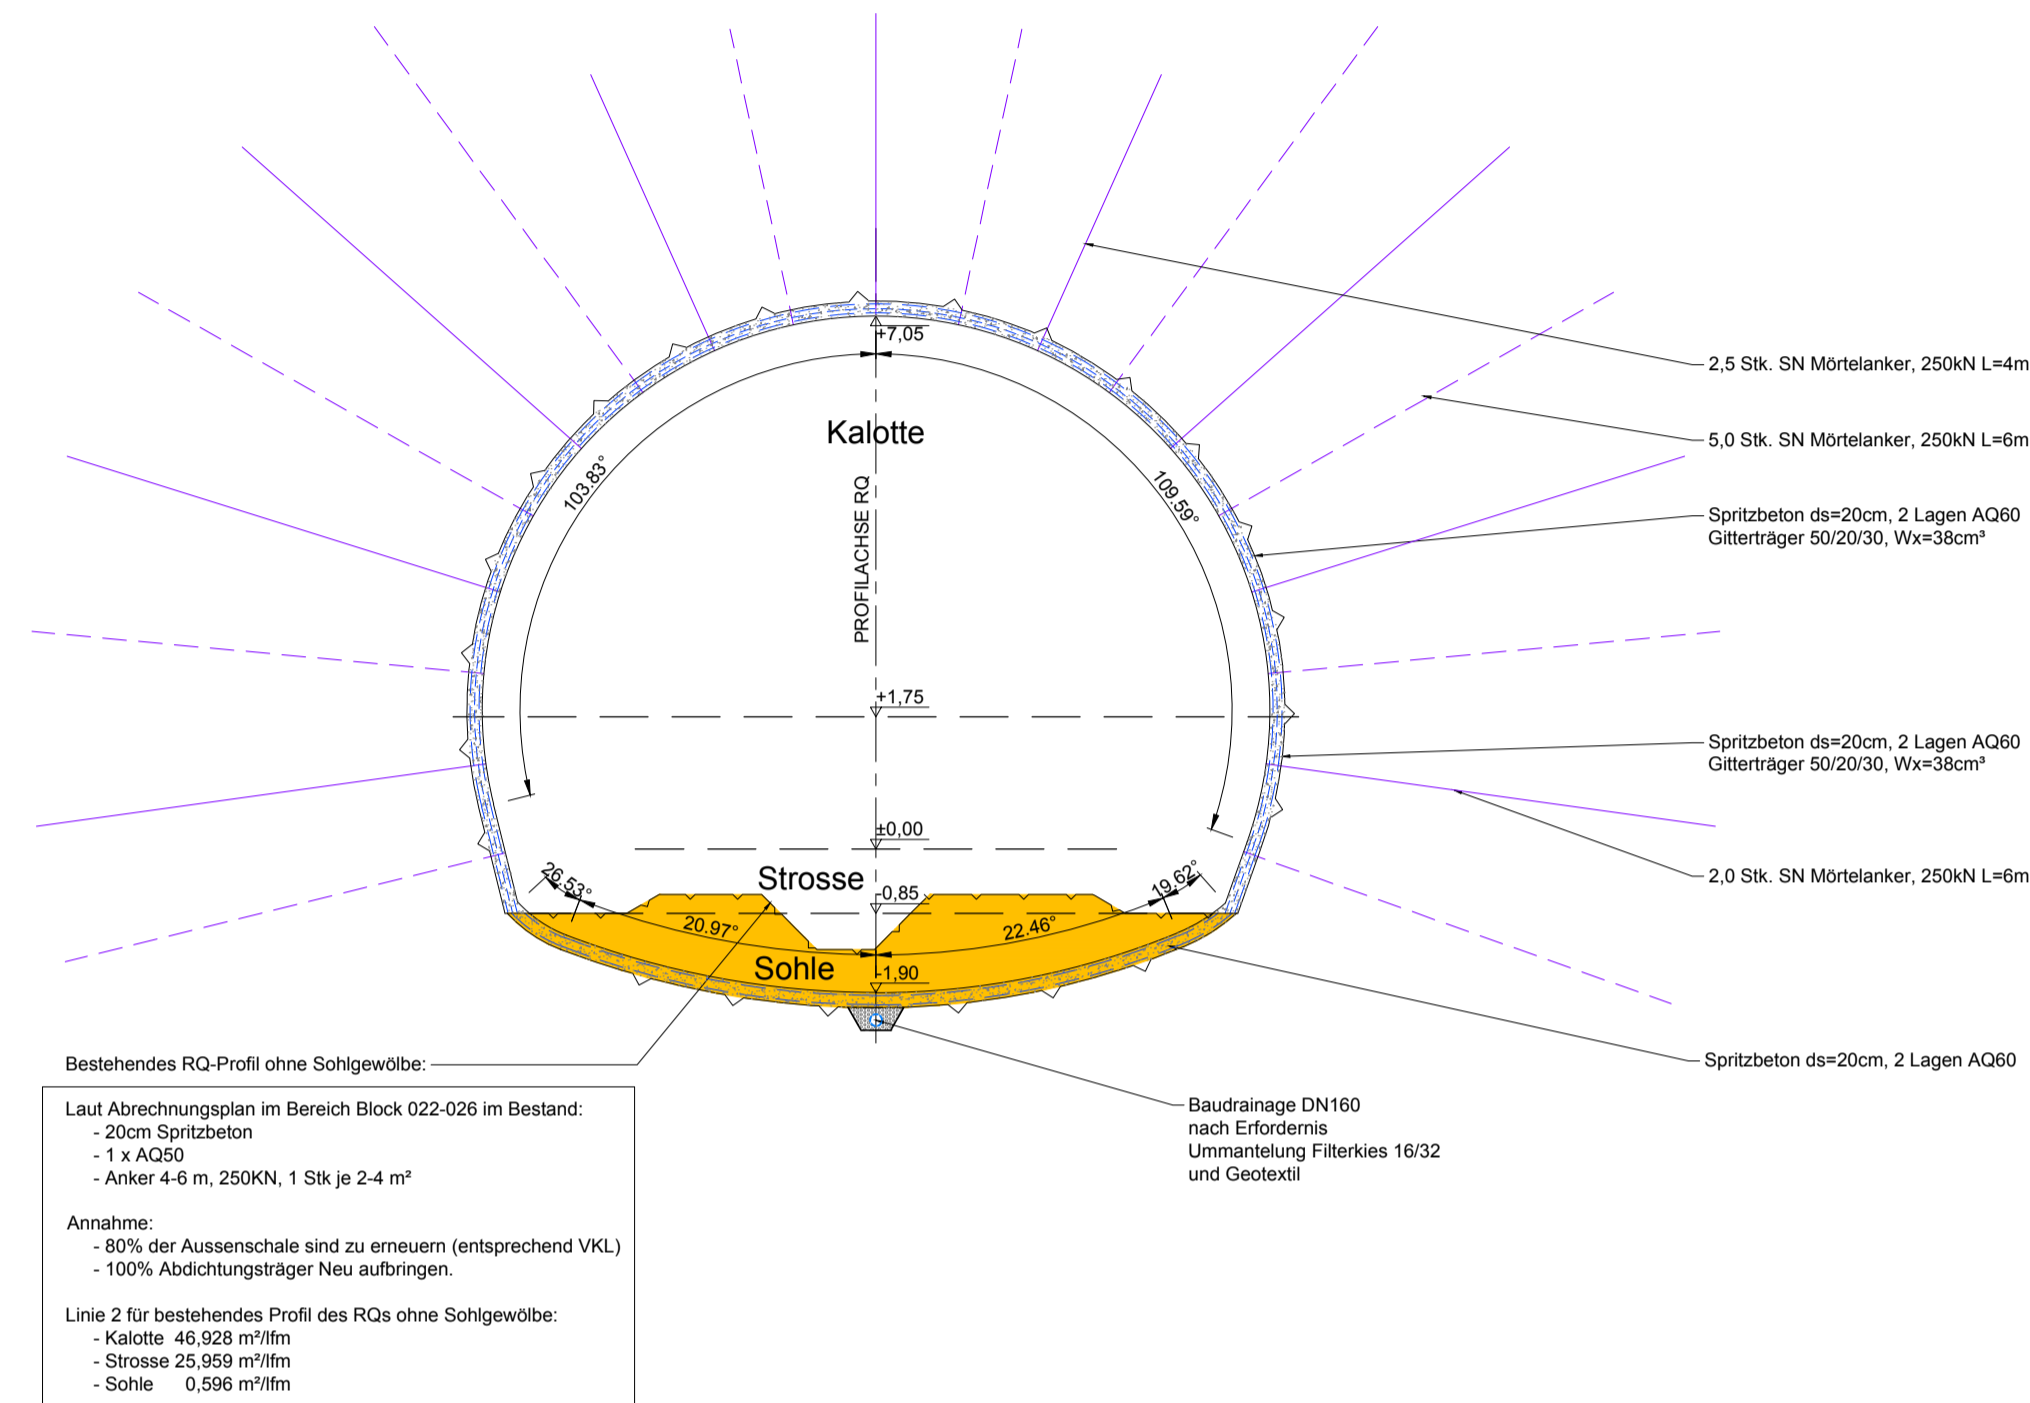 +7,05
Kalotte
103.83°
109.59°
PROFILACHSE RQ
+1,75
±0,00
Strosse
-0,85
26.53°
19.62°
20.97°
22.46°
Sohle
-1,90
2,5 Stk. SN Mörtelanker, 250kN L=4m
5,0 Stk. SN Mörtelanker, 250kN L=6m
Spritzbeton ds=20cm, 2 Lagen AQ60
Gitterträger 50/20/30, Wx=38cm³
Spritzbeton ds=20cm, 2 Lagen AQ60
Gitterträger 50/20/30, Wx=38cm³
2,0 Stk. SN Mörtelanker, 250kN L=6m
Spritzbeton ds=20cm, 2 Lagen AQ60
Baudrainage DN160
nach Erfordernis
Ummantelung Filterkies 16/32
und Geotextil
Bestehendes RQ-Profil ohne Sohlgewölbe:
Laut Abrechnungsplan im Bereich Block 022-026 im Bestand:
- 20cm Spritzbeton
- 1 x AQ50
- Anker 4-6 m, 250KN, 1 Stk je 2-4 m²
Annahme:
- 80% der Aussenschale sind zu erneuern (entsprechend VKL)
- 100% Abdichtungsträger Neu aufbringen.
Linie 2 für bestehendes Profil des RQs ohne Sohlgewölbe:
- Kalotte 46,928 m²/lfm
- Strosse 25,959 m²/lfm
- Sohle 0,596 m²/lfm